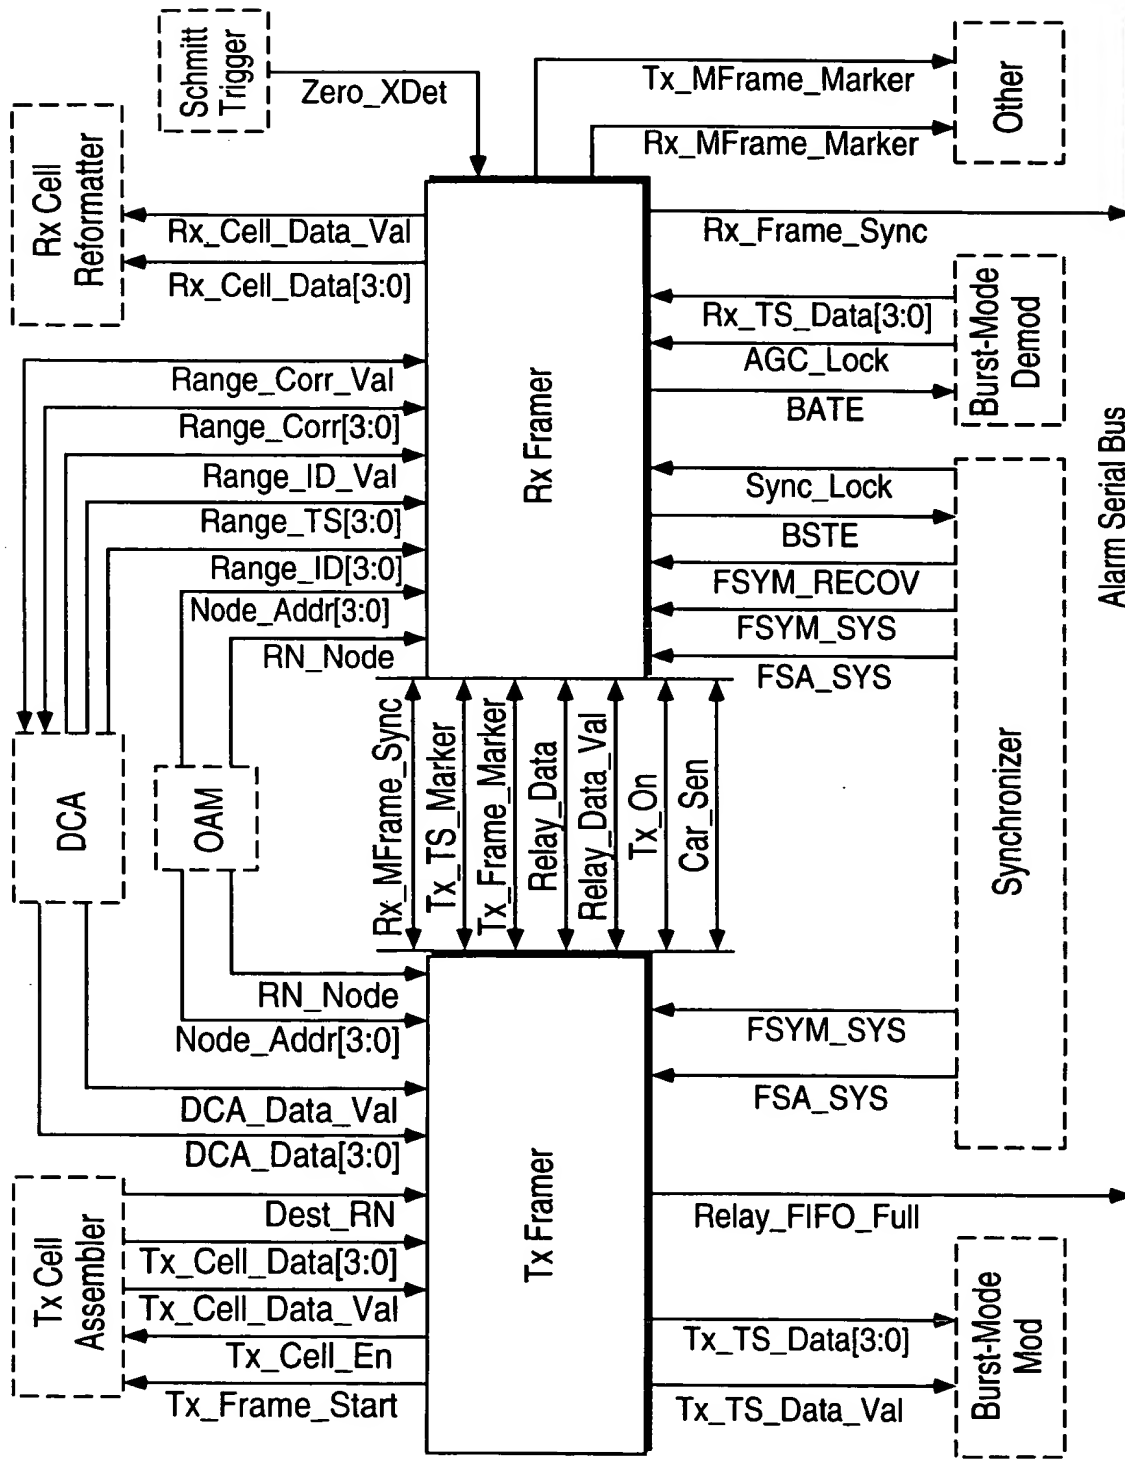 Schmitt
Trigger
Zero_XDet
Tx_MFrame_Marker
Rx_MFrame_Marker
Other
Rx Cell
Reformatter
Rx_Cell_Data_Val
Rx_Cell_Data[3:0]
Rx_Frame_Sync
Rx_TS_Data[3:0]
AGC_Lock
BATE
Burst-Mode
Demod
Range_Corr_Val
Range_Corr[3:0]
Range_ID_Val
Range_TS[3:0]
Range_ID[3:0]
Node_Addr[3:0]
RN_Node
Rx Framer
Sync_Lock
BSTE
FSYM_RECOV
FSYM_SYS
FSA_SYS
Alarm Serial Bus
DCA
OAM
Rx_MFrame_Sync
Tx_TS_Marker
Tx_Frame_Marker
Relay_Data
Relay_Data_Val
Tx_On
Car_Sen
Synchronizer
RN_Node
Node_Addr[3:0]
DCA_Data_Val
DCA_Data[3:0]
FSYM_SYS
FSA_SYS
Tx Cell
Assembler
Dest_RN
Tx_Cell_Data[3:0]
Tx_Cell_Data_Val
Tx_Cell_En
Tx_Frame_Start
Tx Framer
Relay_FIFO_Full
Tx_TS_Data[3:0]
Tx_TS_Data_Val
Burst-Mode
Mod